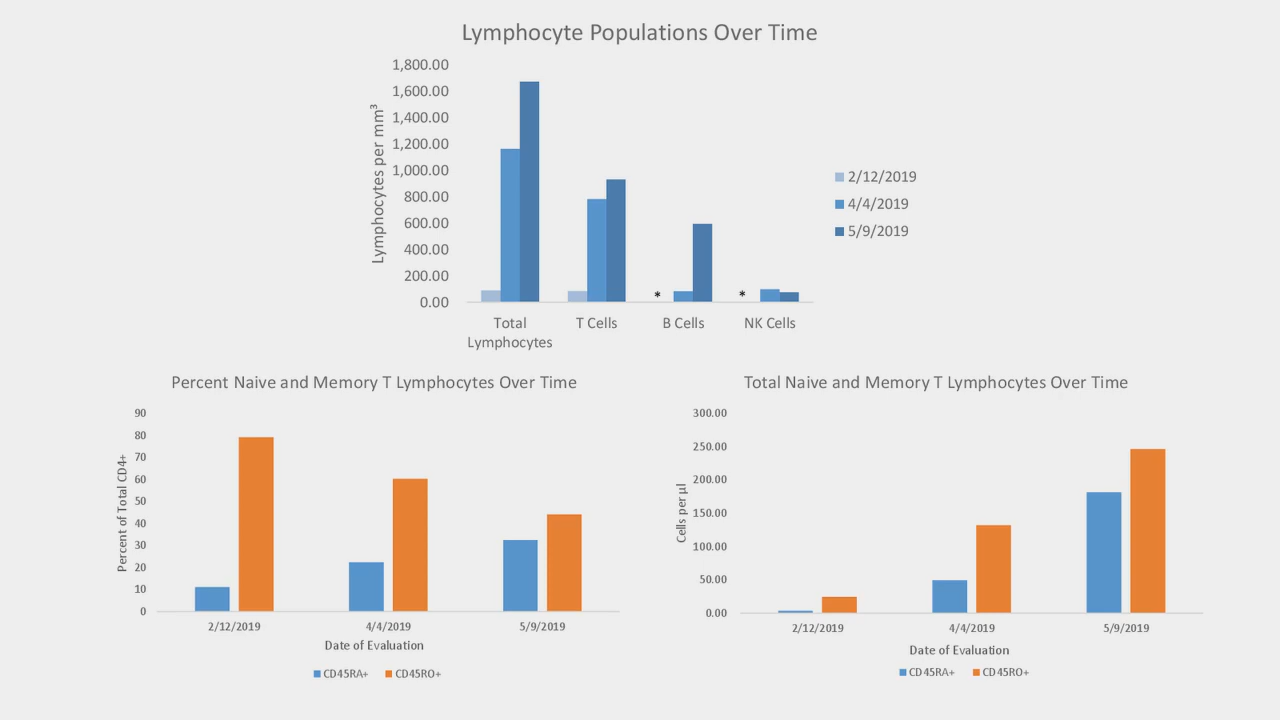 Lymphocyte Populations Over Time
Lymphocytes per mm³
1,800.00
1,600.00
1,400.00
1,200.00
1,000.00
800.00
600.00
400.00
200.00
0.00
* *
Total Lymphocytes
T Cells
B Cells
NK Cells
2/12/2019
4/4/2019
5/9/2019
Percent Naive and Memory T Lymphocytes Over Time
Percent of Total CD4+
90
80
70
60
50
40
30
20
10
0
2/12/2019 4/4/2019 5/9/2019
Date of Evaluation
CD45RA+ CD45RO+
Total Naive and Memory T Lymphocytes Over Time
Cells per µl
300.00
250.00
200.00
150.00
100.00
50.00
0.00
2/12/2019 4/4/2019 5/9/2019
Date of Evaluation
CD45RA+ CD45RO+